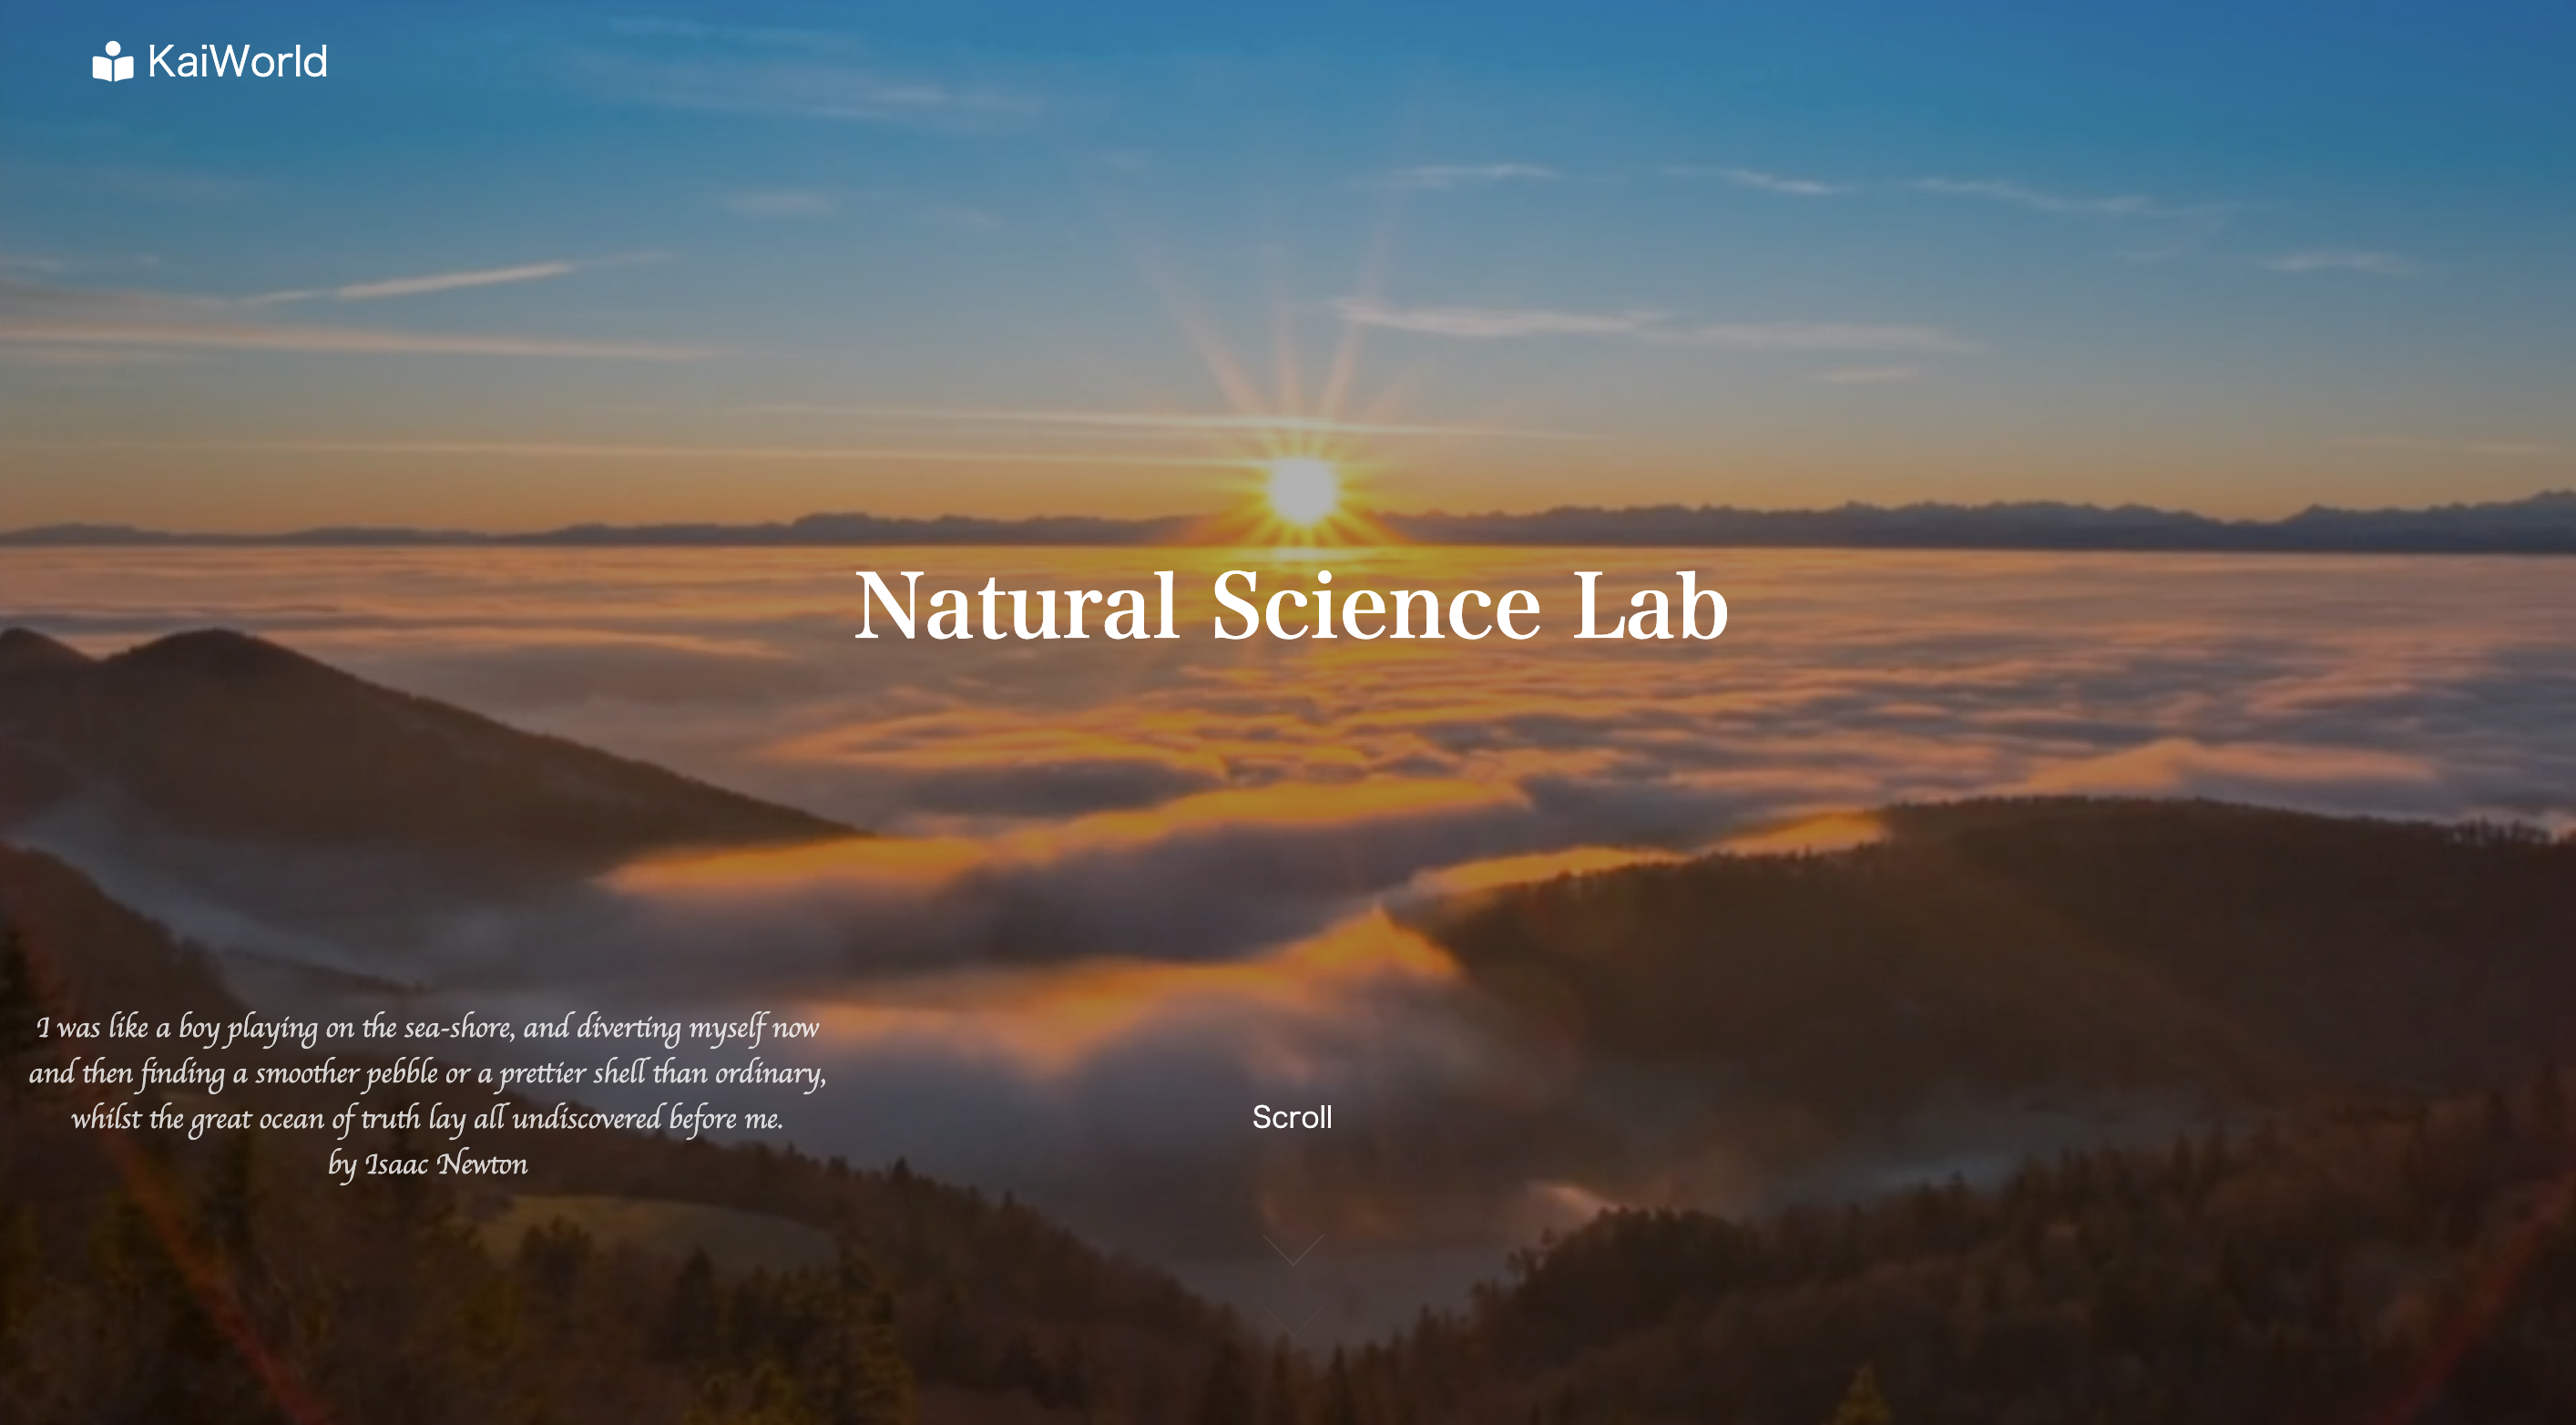 KaiWorld
Natural Science Lab
I was like a boy playing on the sea-shore, and diverting myself now
and then finding a smoother pebble or a prettier shell than ordinary,
whilst the great ocean of truth lay all undiscovered before me.
by Isaac Newton
Scroll